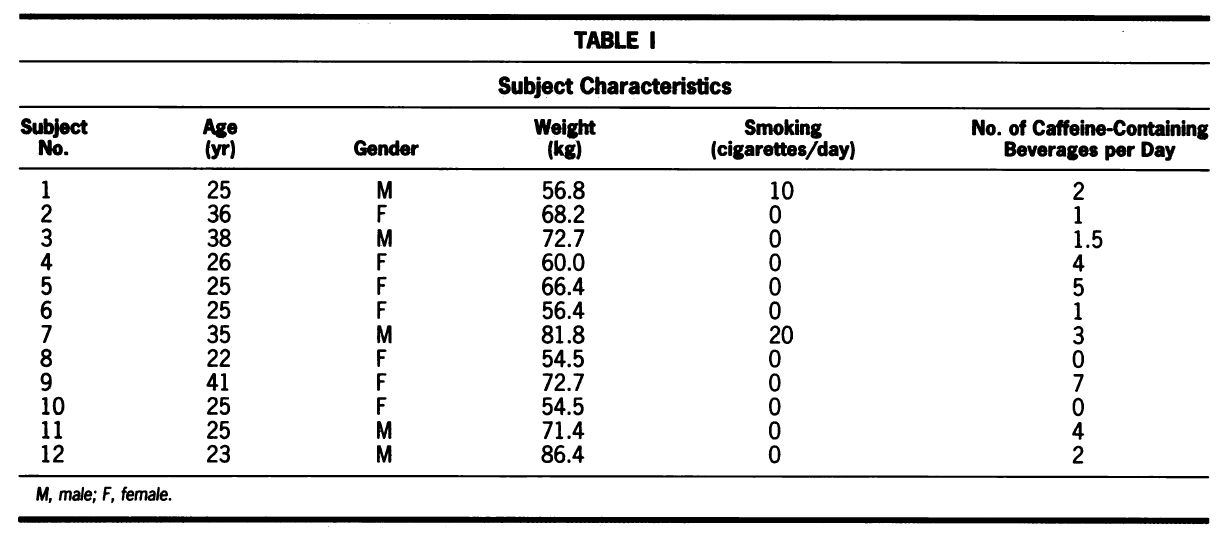 TABLE I
Subject Characteristics
Subject No. Age (yr) Gender Weight (kg) Smoking (cigarettes/day) No. of Caffeine-Containing Beverages per Day
1 25 M 56.8 10 2
2 36 F 68.2 0 1
3 38 M 72.7 0 1.5
4 26 F 60.0 0 4
5 25 F 66.4 0 5
6 25 F 56.4 0 1
7 35 M 81.8 20 3
8 22 F 54.5 0 0
9 41 F 72.7 0 7
10 25 F 54.5 0 0
11 25 M 71.4 0 4
12 23 M 86.4 0 2
M, male; F, female.